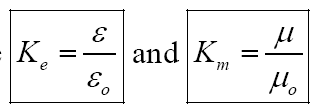 K_e = ε/ε_o and K_m = μ/μ_o